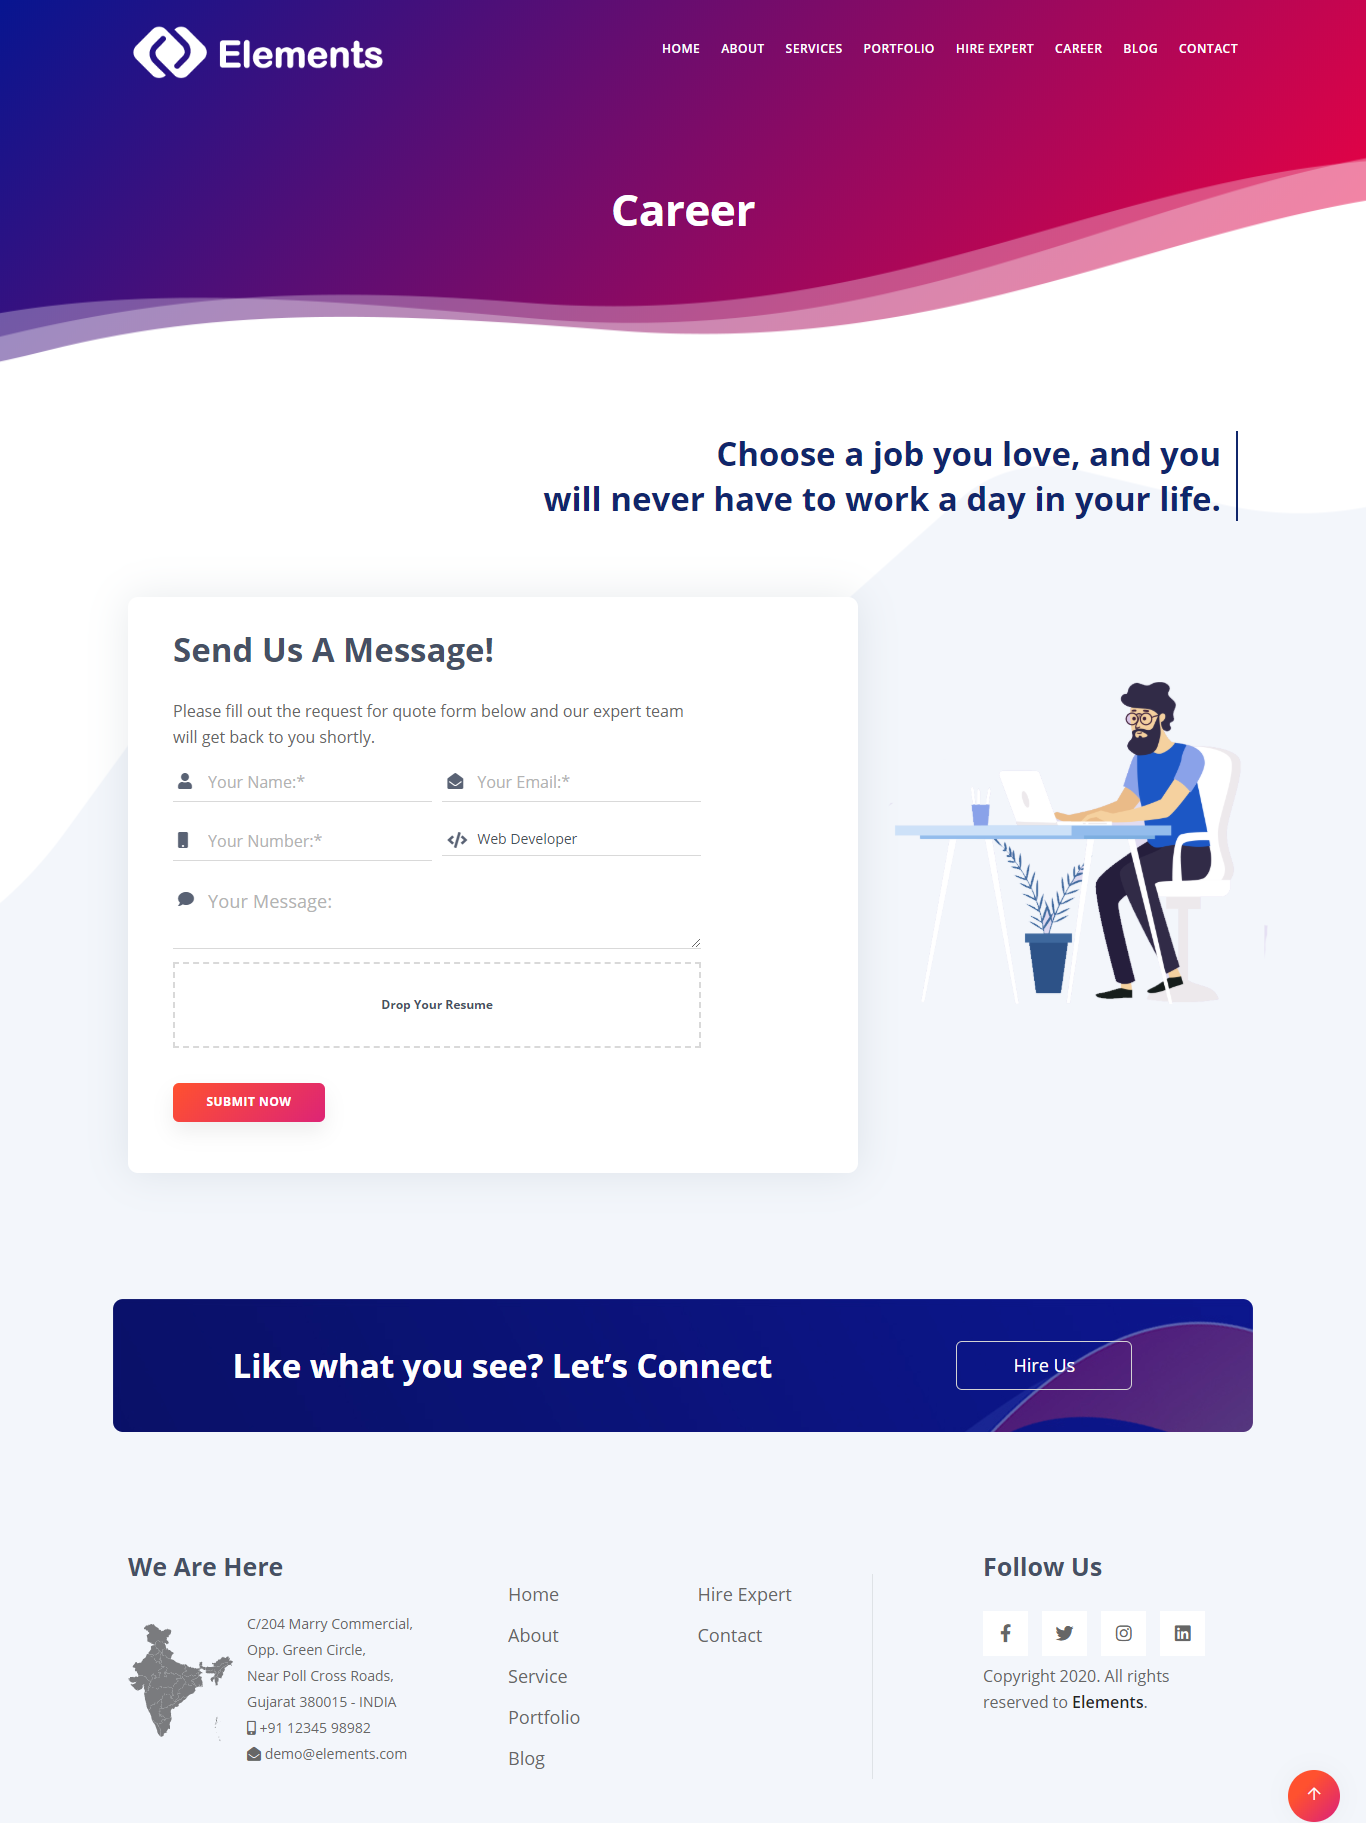 Elements
HOME ABOUT SERVICES PORTFOLIO HIRE EXPERT CAREER BLOG CONTACT
Career
Choose a job you love, and you
will never have to work a day in your life.
Send Us A Message!
Please fill out the request for quote form below and our expert team
will get back to you shortly.
Your Name:* Your Email:*
Your Number:* Web Developer
Your Message:
Drop Your Resume
SUBMIT NOW
Like what you see? Let’s Connect
Hire Us
We Are Here
C/204 Marry Commercial,
Opp. Green Circle,
Near Poll Cross Roads,
Gujarat 380015 - INDIA
+91 12345 98982
demo@elements.com
Home
About
Service
Portfolio
Blog
Hire Expert
Contact
Follow Us
Copyright 2020. All rights
reserved to Elements.